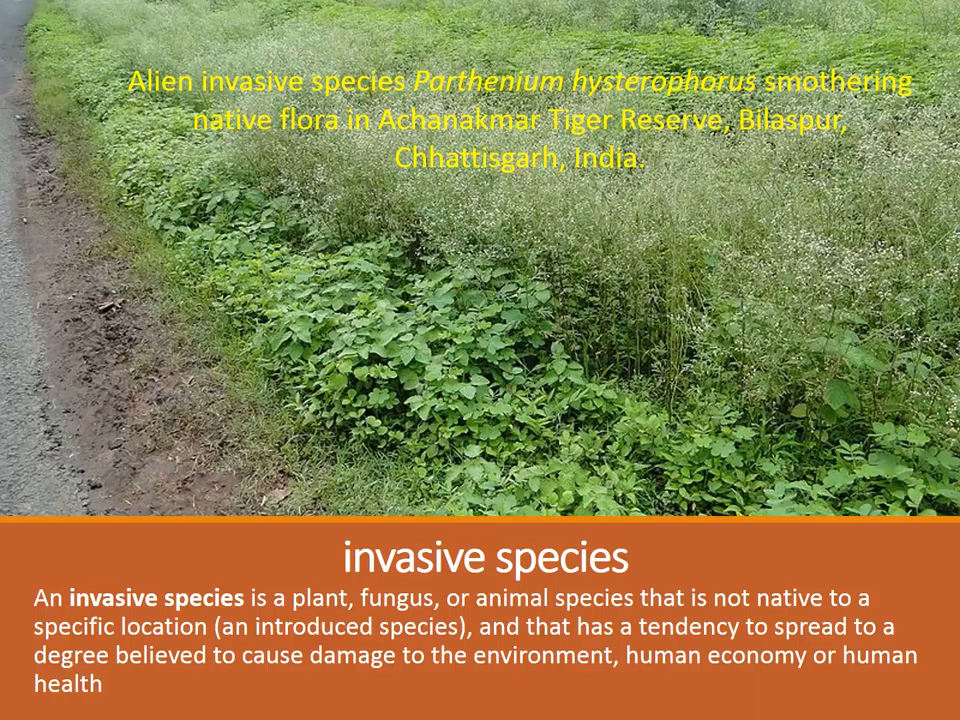 Alien invasive species Parthenium hysterophorus smothering
native flora in Achanakmar Tiger Reserve, Bilaspur,
Chhattisgarh, India.
invasive species
An invasive species is a plant, fungus, or animal species that is not native to a
specific location (an introduced species), and that has a tendency to spread to a
degree believed to cause damage to the environment, human economy or human
health